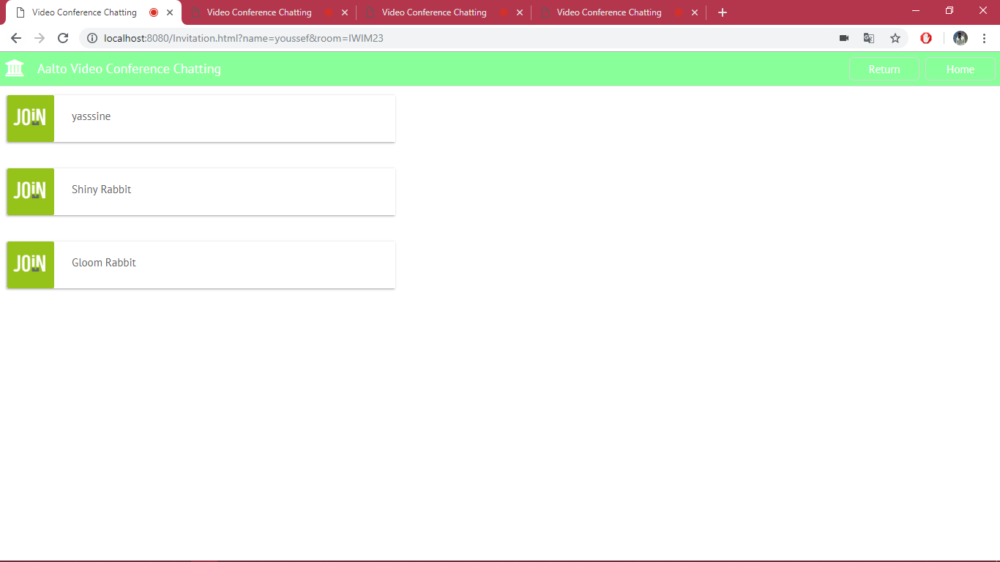 Video Conference Chatting
Video Conference Chatting
Video Conference Chatting
Video Conference Chatting
localhost:8080/Invitation.html?name=youssef&room=IWIM23
Aalto Video Conference Chatting
Return
Home
JOiN
yasssine
JOiN
Shiny Rabbit
JOiN
Gloom Rabbit